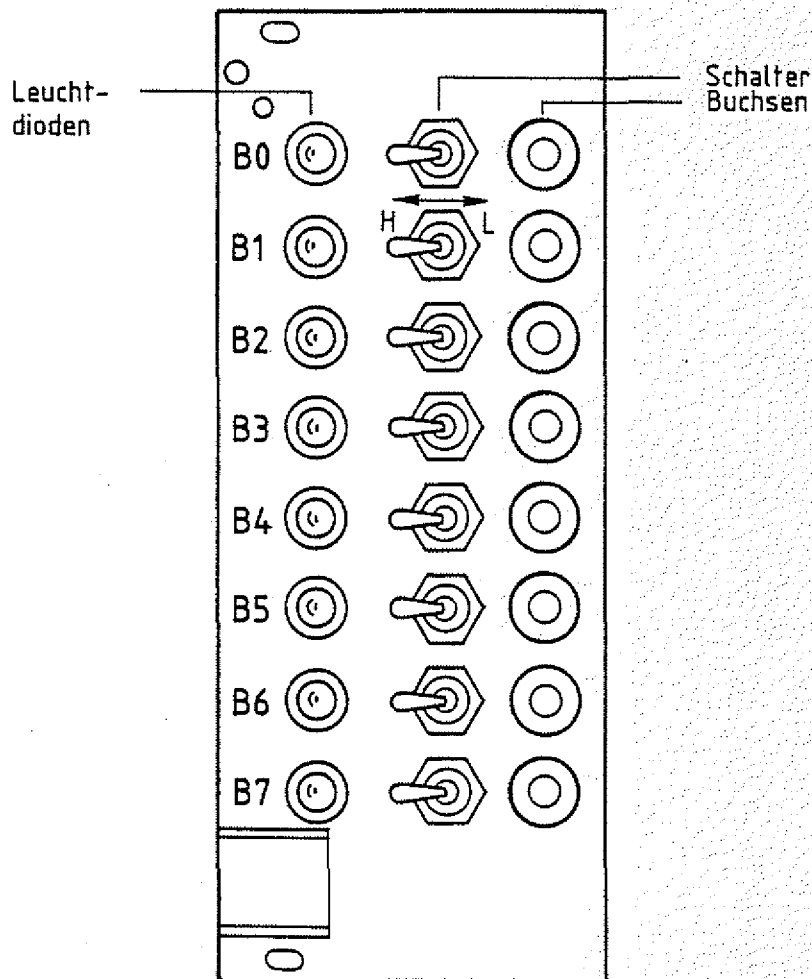 Leucht-
dioden
Schalter
Buchsen
B0
H L
B1
B2
B3
B4
B5
B6
B7